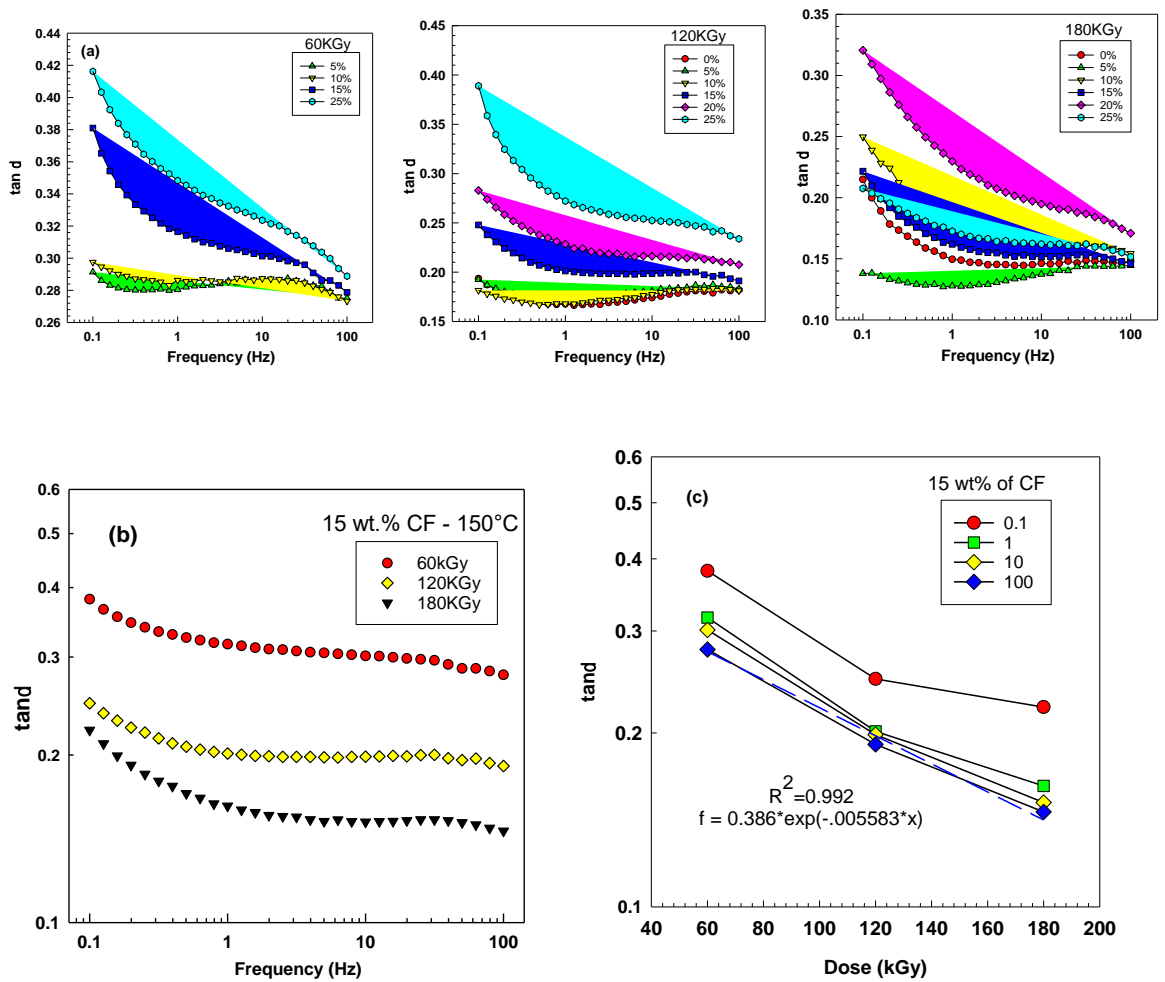 (a)
60KGy
5%
10%
15%
25%
tan d
0.44
0.42
0.40
0.38
0.36
0.34
0.32
0.30
0.28
0.26
0.1 1 10 100
Frequency (Hz)
120KGy
0%
5%
10%
15%
20%
25%
tan d
0.45
0.40
0.35
0.30
0.25
0.20
0.15
0.1 1 10 100
Frequency (Hz)
180KGy
0%
5%
10%
15%
20%
25%
tan d
0.35
0.30
0.25
0.20
0.15
0.10
0.1 1 10 100
Frequency (Hz)
(b)
15 wt.% CF - 150°C
60kGy
120KGy
180KGy
tand
0.6
0.5
0.4
0.3
0.2
0.1
0.1 1 10 100
Frequency (Hz)
(c)
15 wt% of CF
0.1
1
10
100
tand
0.6
0.5
0.4
0.3
0.2
0.1
R2=0.992
f = 0.386*exp(-.005583*x)
40 60 80 100 120 140 160 180 200
Dose (kGy)